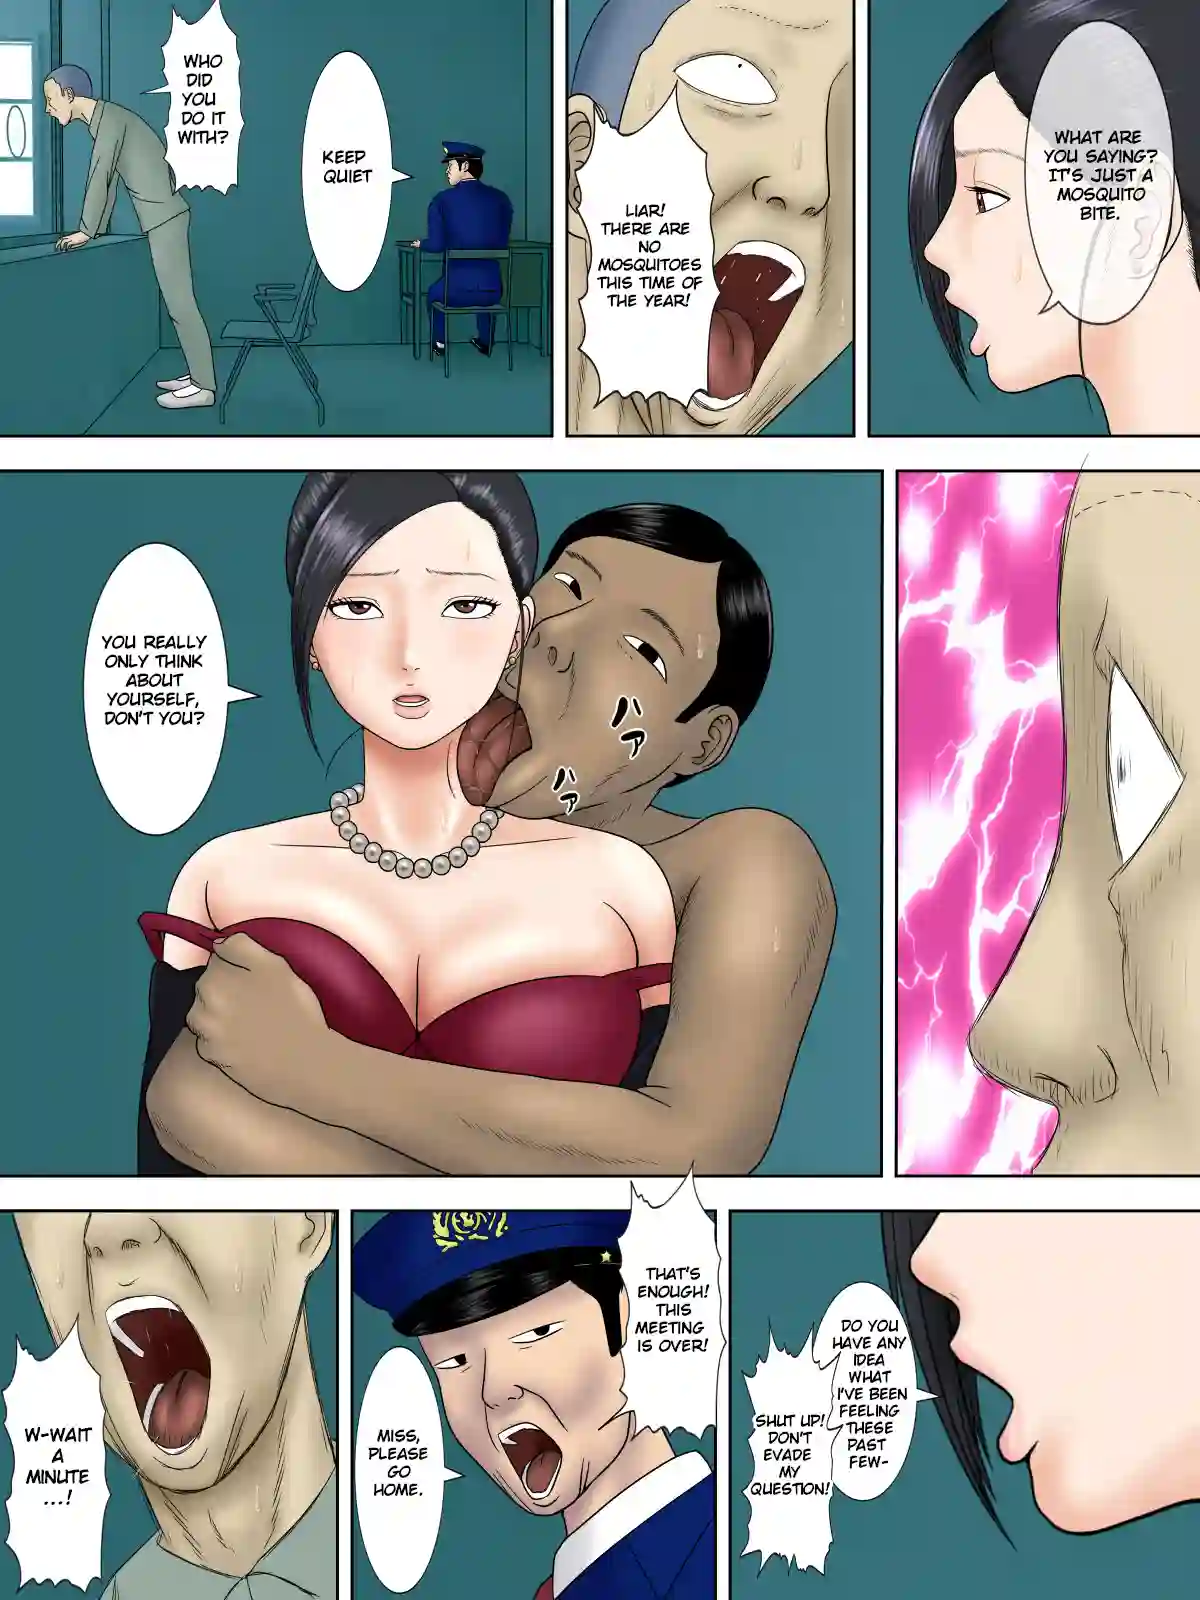 WHAT ARE
YOU SAYING?
IT'S JUST A
MOSQUITO
BITE.
LIAR!
THERE ARE
NO
MOSQUITOES
THIS TIME OF
THE YEAR!
KEEP
QUIET
WHO
DID
YOU
DO IT
WITH?
YOU REALLY
ONLY THINK
ABOUT
YOURSELF,
DON'T YOU?
ハァ
ハァ
DO YOU
HAVE ANY
IDEA
WHAT
I'VE BEEN
FEELING
THESE
PAST
FEW-
SHUT UP!
DON'T
EVADE
MY
QUESTION!
THAT'S
ENOUGH!
THIS
MEETING
IS OVER!
MISS,
PLEASE
GO
HOME.
W-WAIT
A
MINUTE
...!